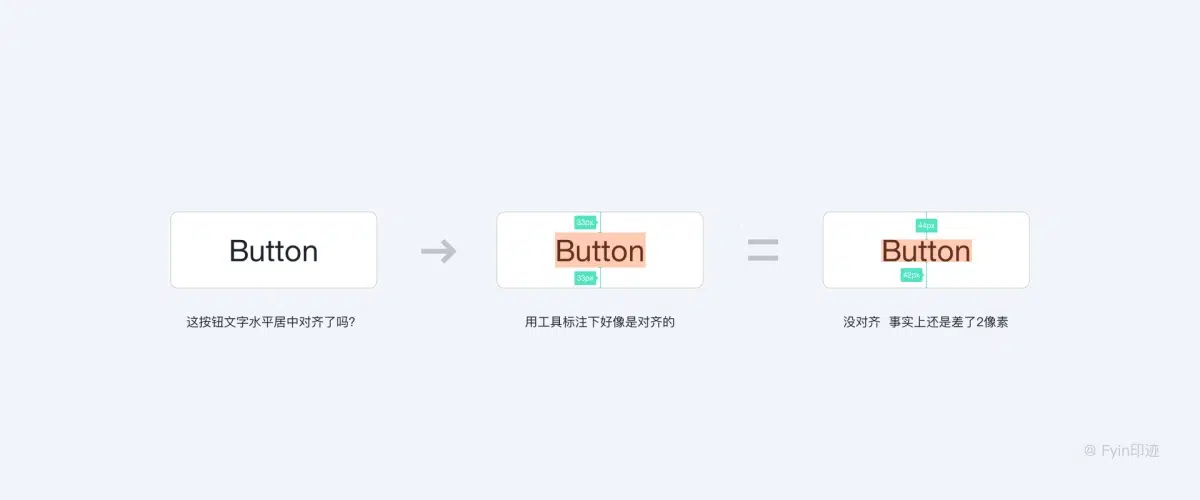 Button
33px
Button
33px
44px
Button
42px
这按钮文字水平居中对齐了吗?
用工具标注下好像是对齐的
没对齐 事实上还是差了2像素
@ Fyin印迹